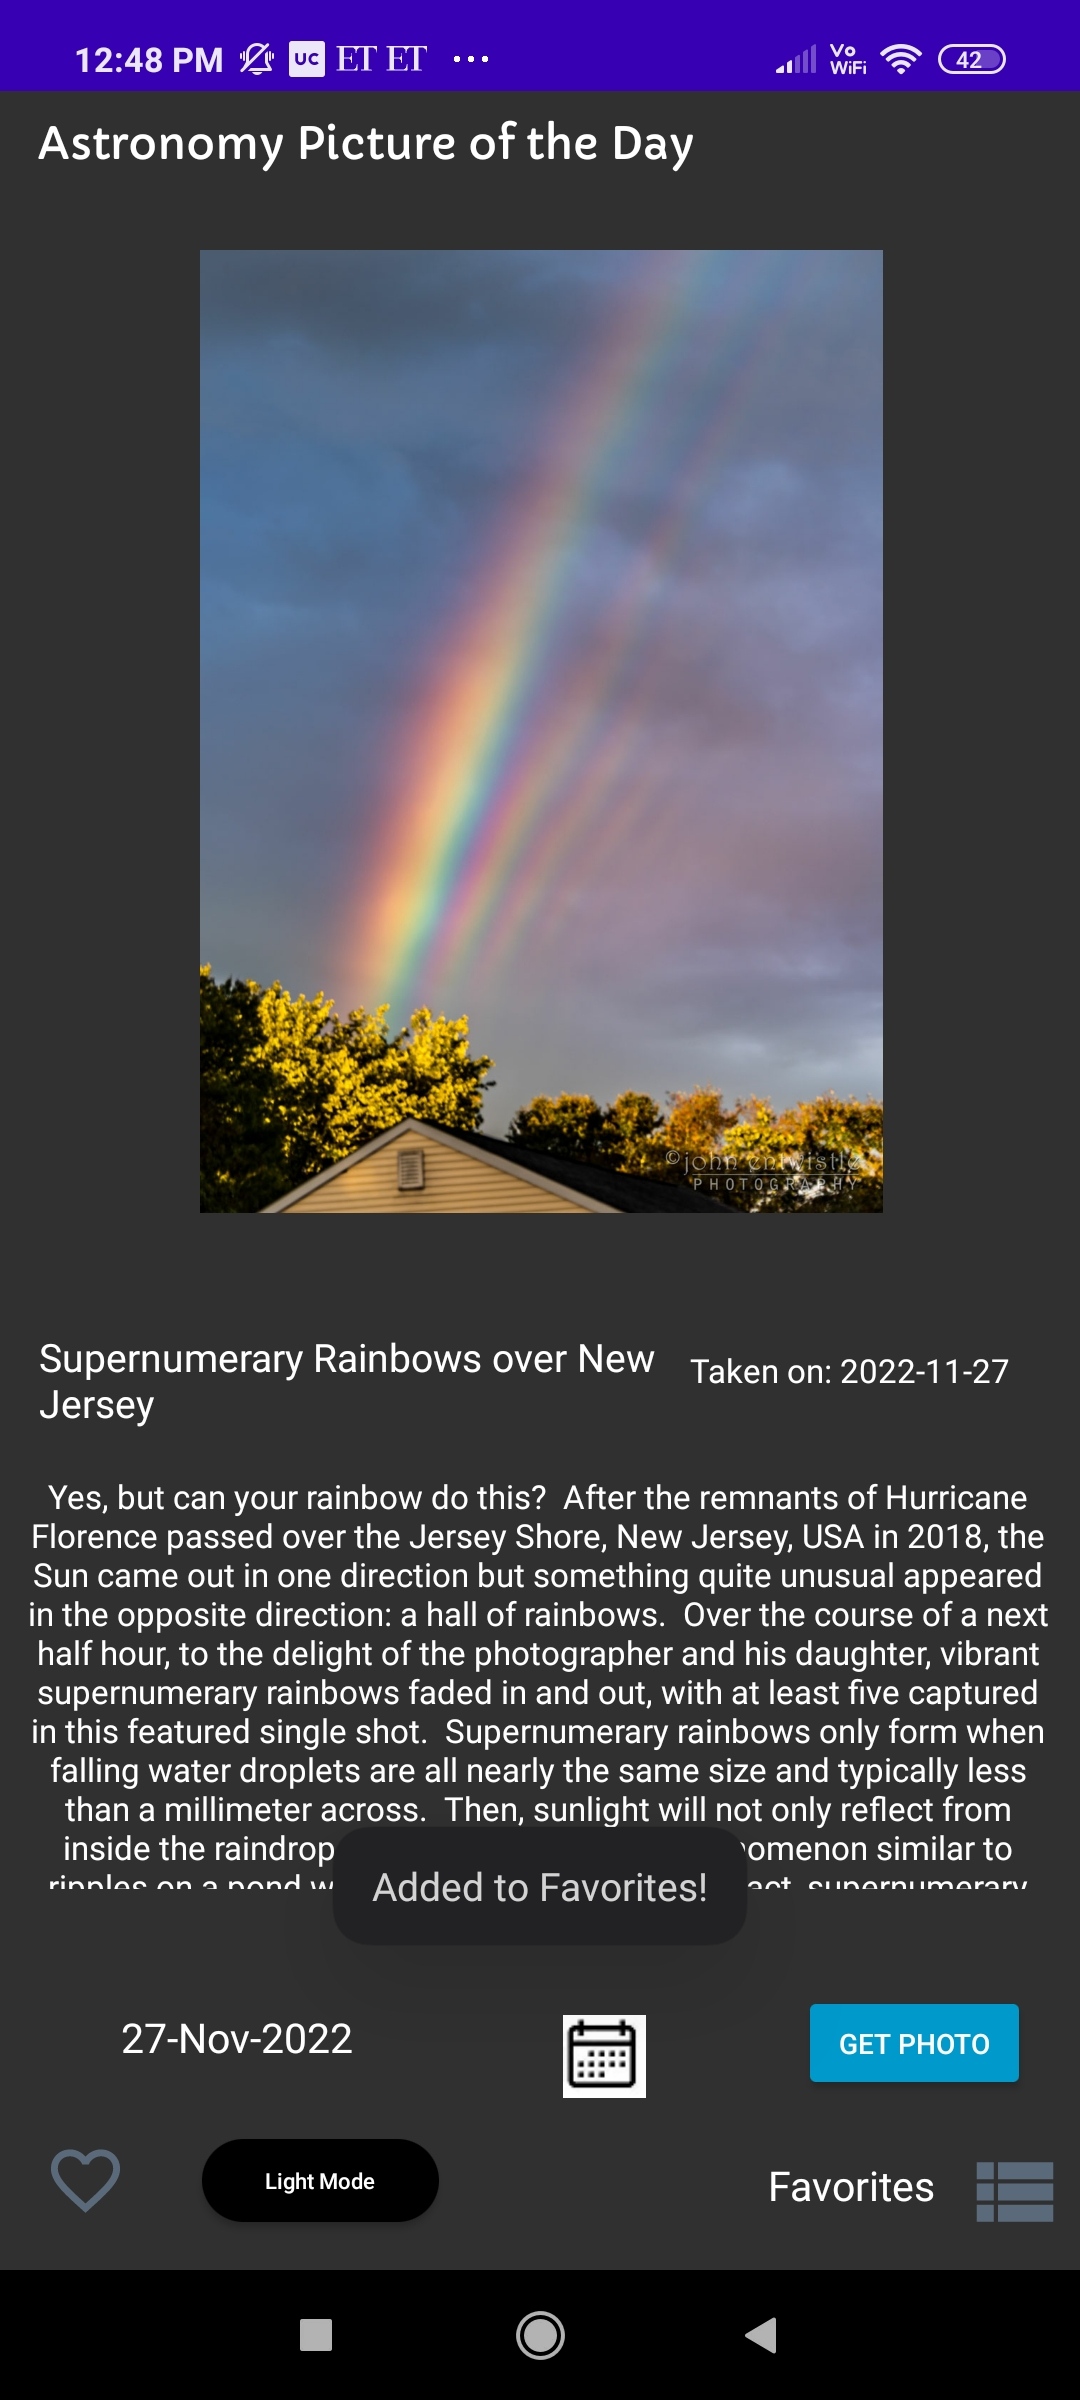 12:48 PM UC ET ET ... Vo WiFi 42
Astronomy Picture of the Day
©john entwistle
PHOTOGRAPHY
Supernumerary Rainbows over New
Jersey
Taken on: 2022-11-27
Yes, but can your rainbow do this?  After the remnants of Hurricane
Florence passed over the Jersey Shore, New Jersey, USA in 2018, the
Sun came out in one direction but something quite unusual appeared
in the opposite direction: a hall of rainbows.  Over the course of a next
half hour, to the delight of the photographer and his daughter, vibrant
supernumerary rainbows faded in and out, with at least five captured
in this featured single shot.  Supernumerary rainbows only form when
falling water droplets are all nearly the same size and typically less
than a millimeter across.  Then, sunlight will not only reflect from
inside the raindrop omenon similar to
ripples on a pond w act, supernumerary
Added to Favorites!
27-Nov-2022
GET PHOTO
Light Mode
Favorites